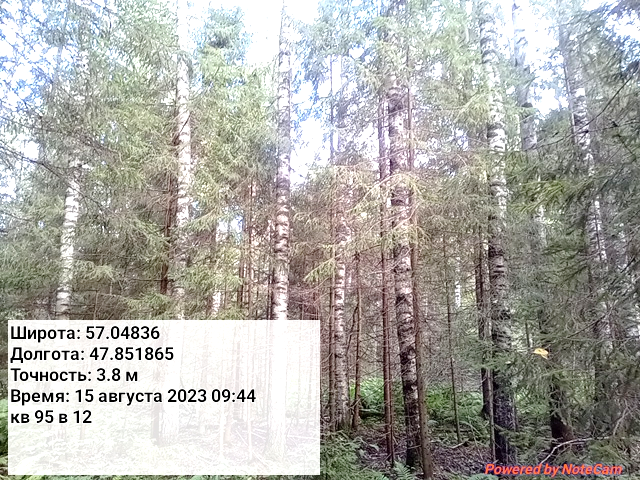 Широта: 57.04836
Долгота: 47.851865
Точность: 3.8 м
Время: 15 августа 2023 09:44
кв 95 в 12
Powered by NoteCam